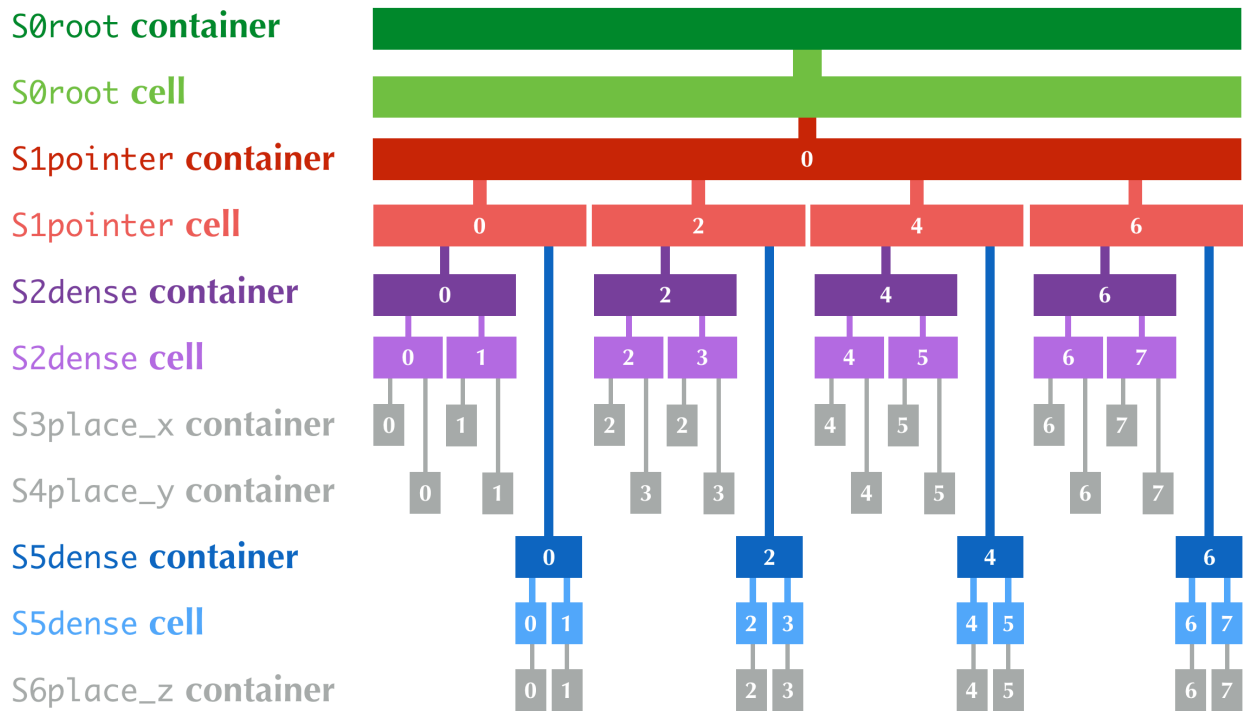 S0root container
S0root cell
S1pointer container 0
S1pointer cell 0 2 4 6
S2dense container 0 2 4 6
S2dense cell 0 1 2 3 4 5 6 7
S3place_x container 0 1 2 2 4 5 6 7
S4place_y container 0 1 3 3 4 5 6 7
S5dense container 0 2 4 6
S5dense cell 0 1 2 3 4 5 6 7
S6place_z container 0 1 2 3 4 5 6 7